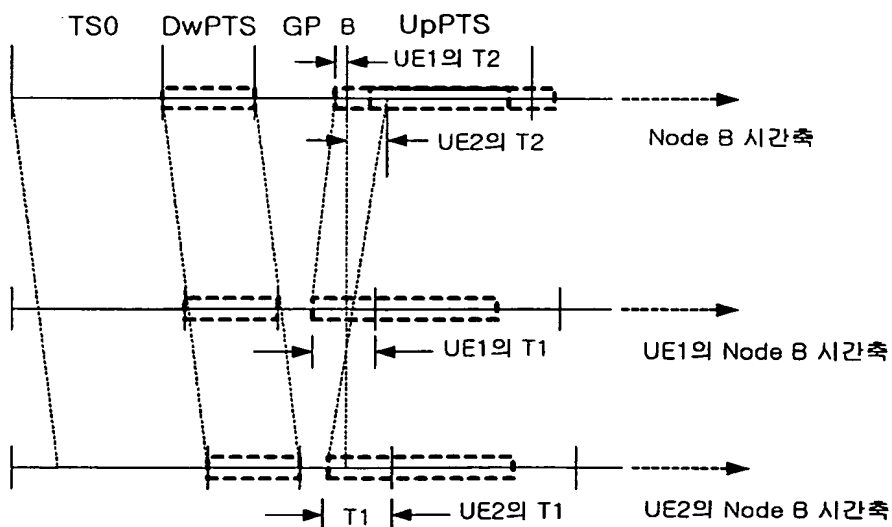 TS0 DwPTS GP B UpPTS
UE1의 T2
UE2의 T2
Node B 시간축
UE1의 T1
UE1의 Node B 시간축
T1
UE2의 T1
UE2의 Node B 시간축